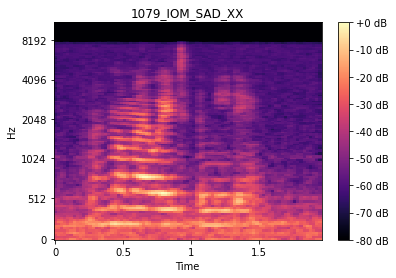 1079_IOM_SAD_XX
Hz
8192
4096
2048
1024
512
0
0
0.5
1
1.5
Time
+0 dB
-10 dB
-20 dB
-30 dB
-40 dB
-50 dB
-60 dB
-70 dB
-80 dB